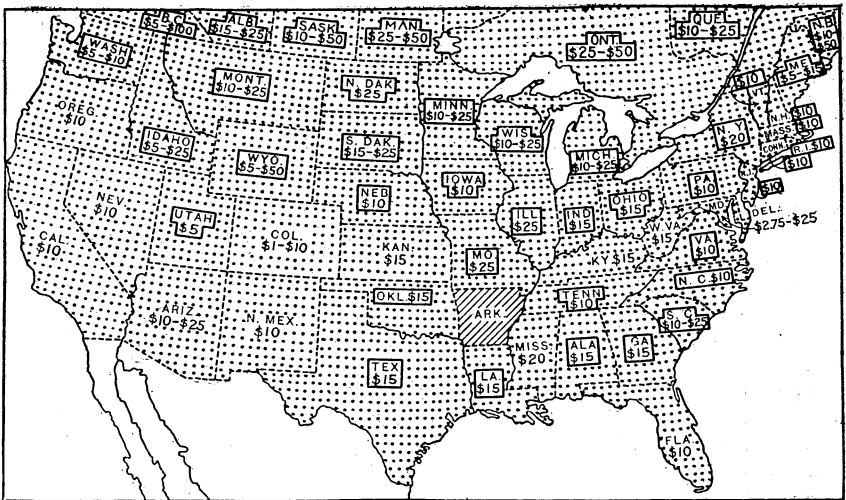 B.C.
$5-$100
ALB
$15-$25
SASK
$10-$50
MAN
$25-$50
ONT
$25-$50
QUE
$10-$25
N.B.
$10-
$50
WASH
$5-$10
MONT.
$10-$25
N. DAK
$25
MINN
$10-$25
WIS.
$10-$25
MICH.
$10-$25
$10
VT.
ME
$5-$15
OREG.
$10
IDAHO
$5-$25
WYO.
$5-$50
S. DAK.
$15-$25
N.Y.
$20
N.H.
$10
MASS.
$10
CONN.
R.I. $10
$10
NEV.
$10
UTAH
$5
COL.
$1-$10
NEB
$10
IOWA
$10
ILL
$25
IND
$15
OHIO
$15
PA
$10
N.J.
$10
MD.
DEL.
$2.75-$25
CAL.
$10
KAN.
$15
MO
$25
KY $15
W.VA.
$15
VA
$10
ARIZ.
$10-$25
N. MEX.
$10
OKL. $15
ARK.
TENN
$10
N. C. $10
S. C.
$10-$25
TEX
$15
LA
$15
MISS.
$20
ALA
$15
GA
$15
FLA.
$10